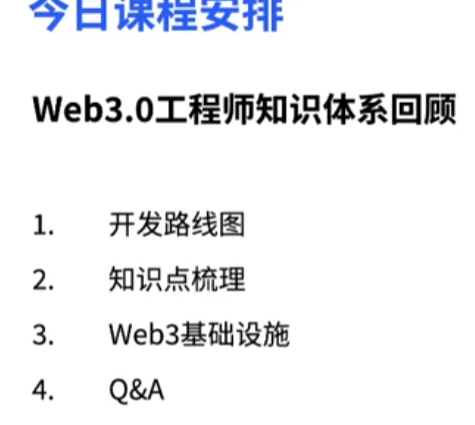 今日课程安排
Web3.0工程师知识体系回顾
1. 开发路线图
2. 知识点梳理
3. Web3基础设施
4. Q&A